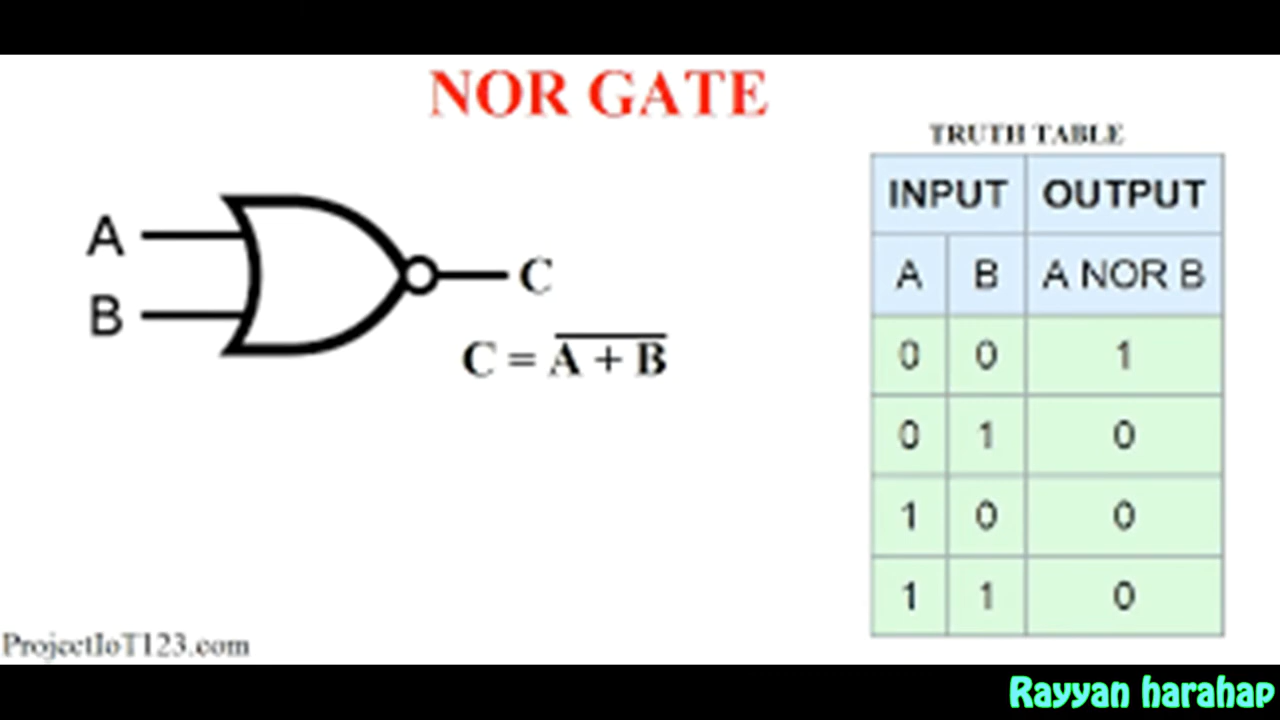 NOR GATE
TRUTH TABLE
INPUT OUTPUT
A B A NOR B
0 0 1
0 1 0
1 0 0
1 1 0
A
B
C
C = A̅ ̅+̅ ̅B̅
ProjectIoT123.com
Rayyan harahap